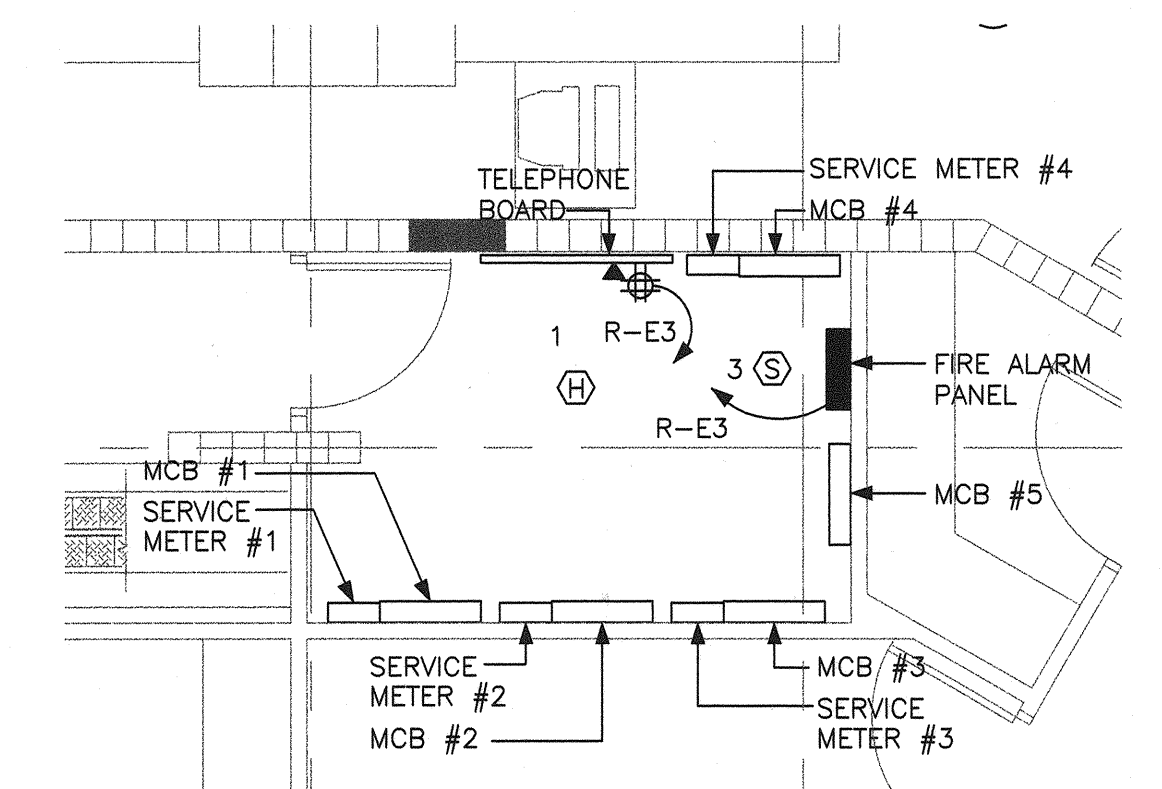 SERVICE METER #4
TELEPHONE
BOARD
MCB #4
1
R-E3
3
S
H
FIRE ALARM
PANEL
R-E3
MCB #1
MCB #5
SERVICE
METER #1
SERVICE
METER #2
MCB #2
MCB #3
SERVICE
METER #3